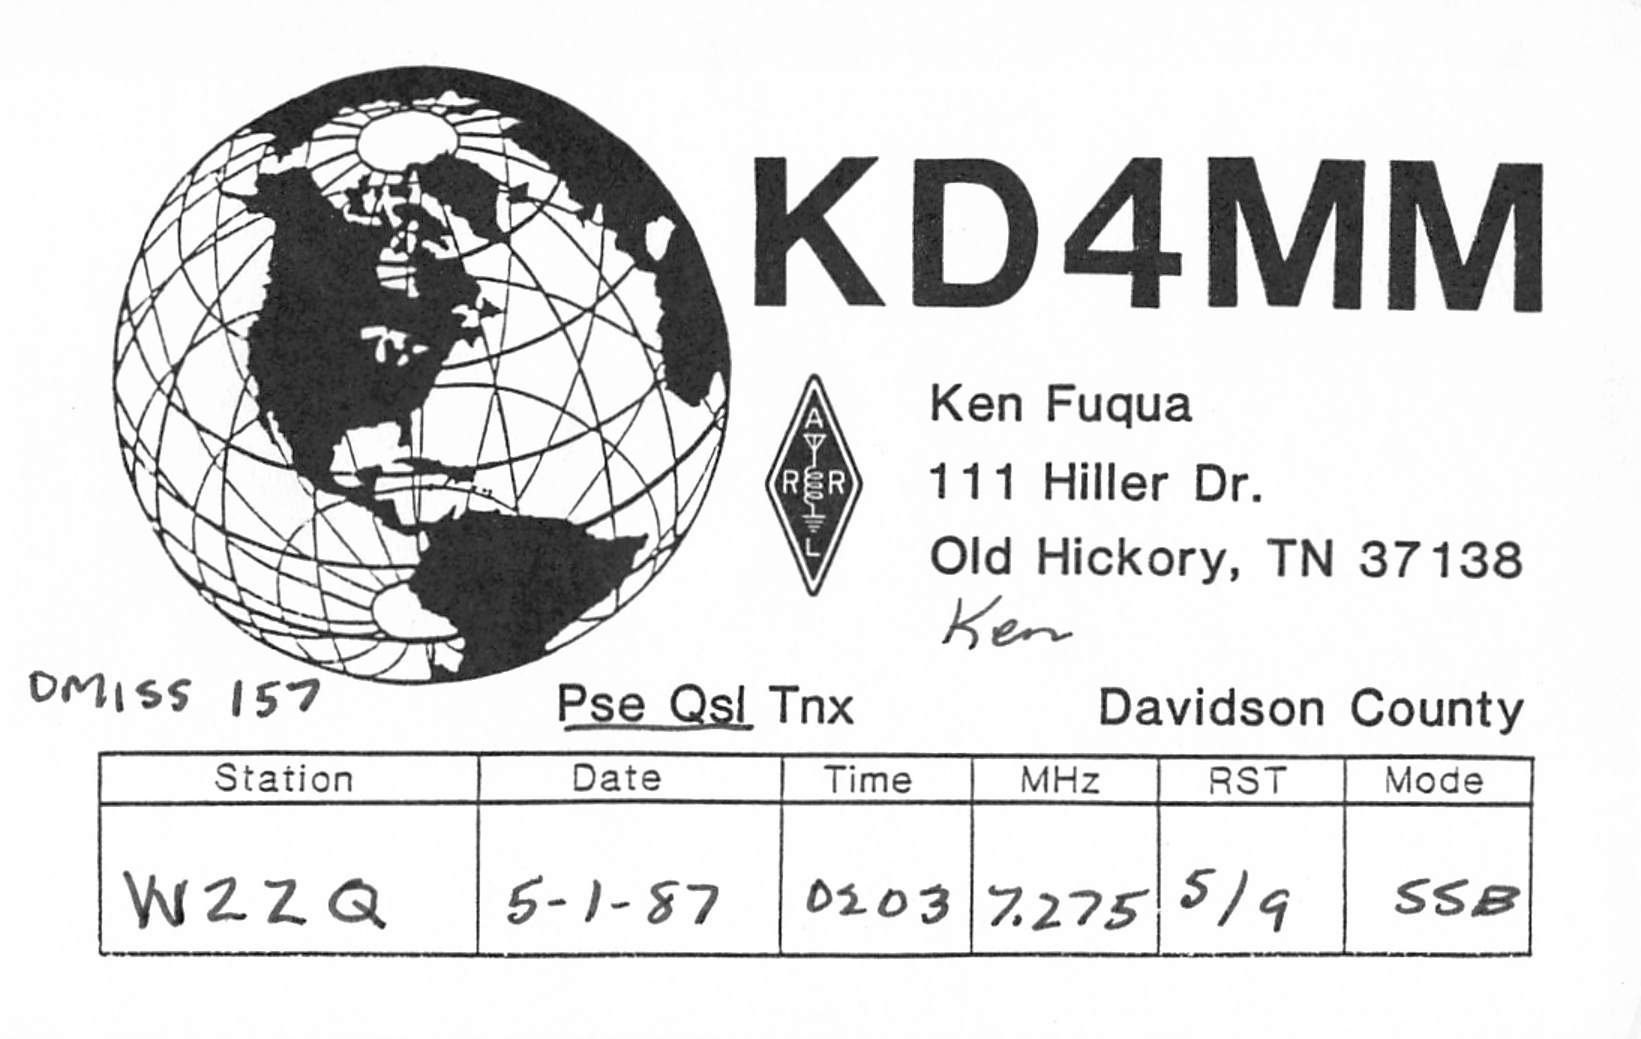 KD4MM
Ken Fuqua
111 Hiller Dr.
Old Hickory, TN 37138
Ken
ARRL
DMISS 157
Pse Qsl Tnx
Davidson County
Station Date Time MHz RST Mode
W2ZQ 5-1-87 0203 7.275 5/9 SSB